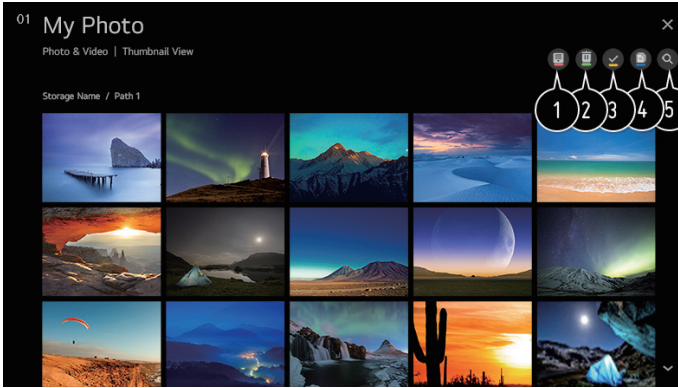 01
My Photo
Photo & Video | Thumbnail View
Storage Name / Path 1
1 2 3 4 5